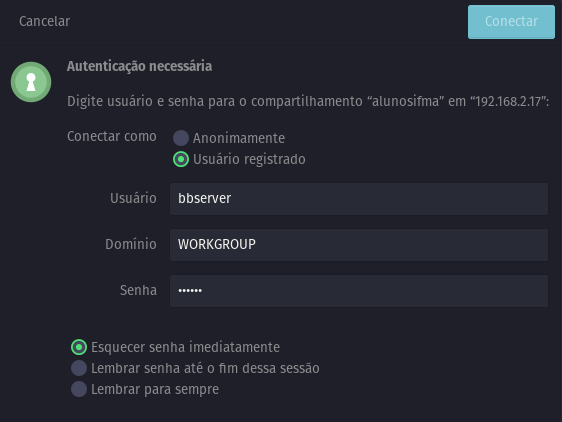 Cancelar
Conectar
Autenticação necessária
Digite usuário e senha para o compartilhamento “alunosifma” em “192.168.2.17”:
Conectar como
Anonimamente
Usuário registrado
Usuário
bbserver
Domínio
WORKGROUP
Senha
••••••
Esquecer senha imediatamente
Lembrar senha até o fim dessa sessão
Lembrar para sempre